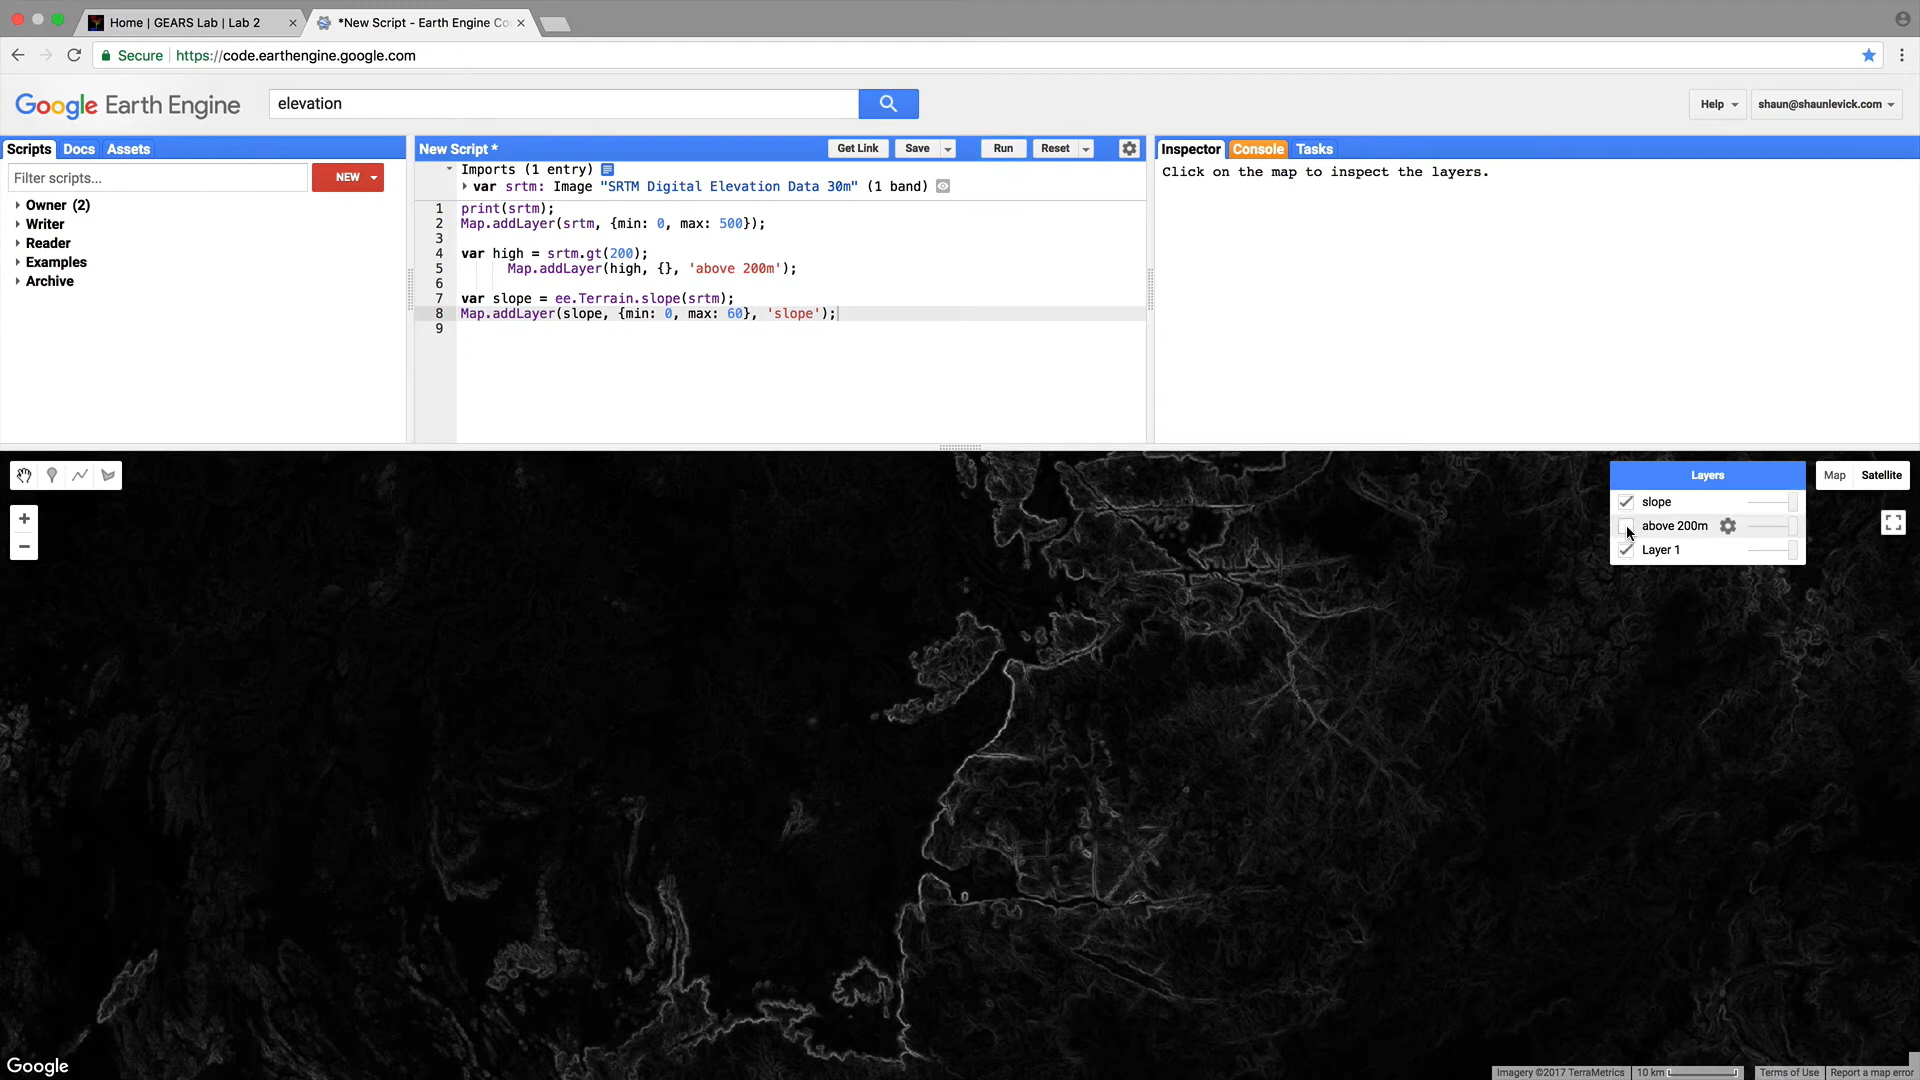 Home | GEARS Lab | Lab 2
*New Script - Earth Engine Co
Secure https://code.earthengine.google.com
Google Earth Engine
elevation
Help
shaun@shaunlevick.com
Scripts Docs Assets
Filter scripts...
NEW
Owner (2)
Writer
Reader
Examples
Archive
New Script *
Get Link Save Run Reset
Imports (1 entry)
var srtm: Image "SRTM Digital Elevation Data 30m" (1 band)
1 print(srtm);
2 Map.addLayer(srtm, {min: 0, max: 500});
3
4 var high = srtm.gt(200);
5 Map.addLayer(high, {}, 'above 200m');
6
7 var slope = ee.Terrain.slope(srtm);
8 Map.addLayer(slope, {min: 0, max: 60}, 'slope');
9
Inspector Console Tasks
Click on the map to inspect the layers.
Layers
slope
above 200m
Layer 1
Map Satellite
Google
Imagery ©2017 TerraMetrics 10 km Terms of Use Report a map error